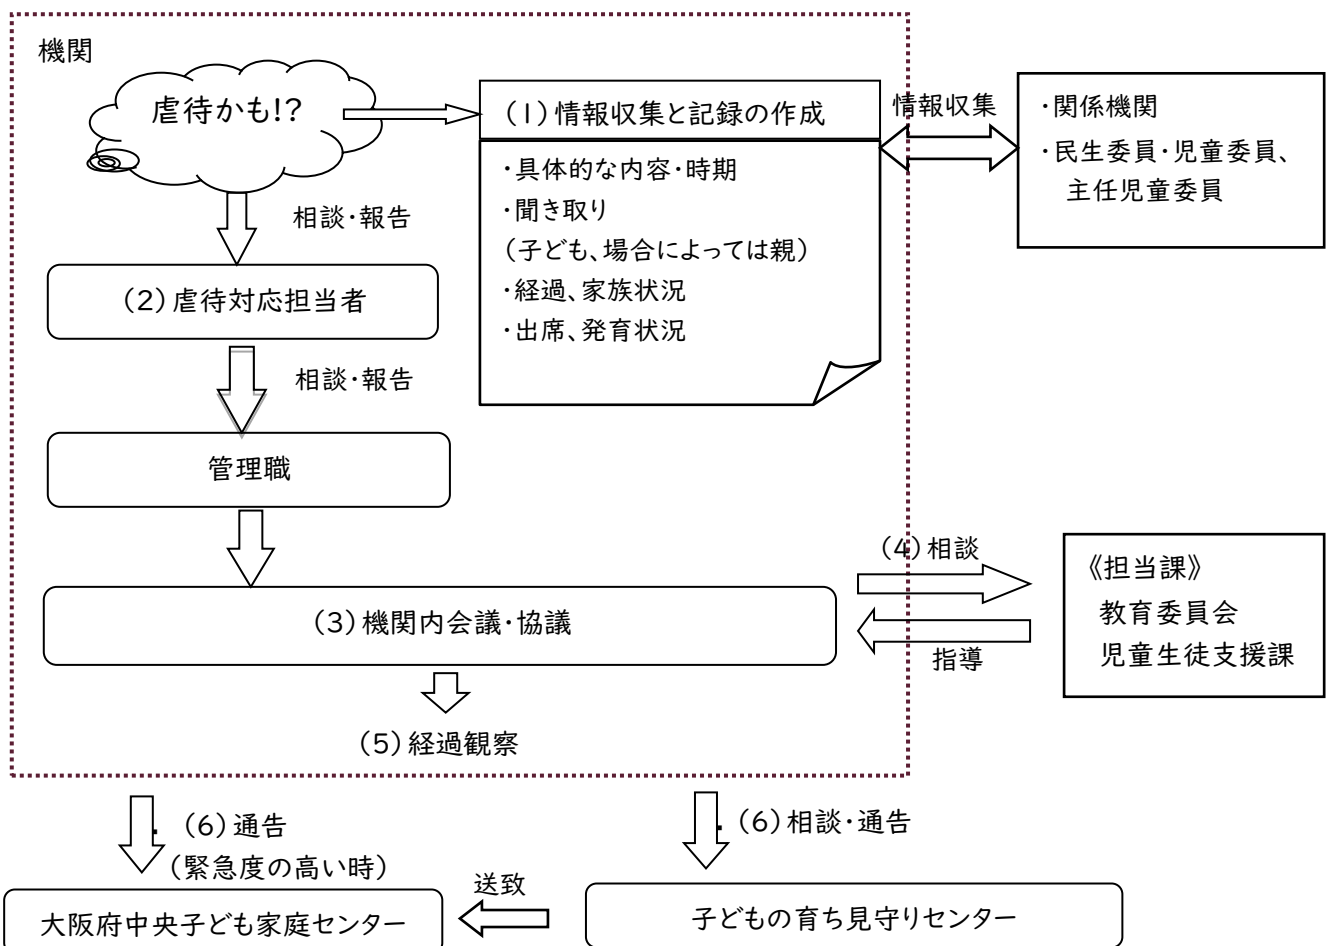 機関
虐待かも!?
(1)情報収集と記録の作成
・具体的な内容・時期
・聞き取り
(子ども、場合によっては親)
・経過、家族状況
・出席、発育状況
情報収集
・関係機関
・民生委員・児童委員、
主任児童委員
相談・報告
(2)虐待対応担当者
相談・報告
管理職
(3)機関内会議・協議
(4)相談
指導
《担当課》
教育委員会
児童生徒支援課
(5)経過観察
(6)通告
(緊急度の高い時)
(6)相談・通告
大阪府中央子ども家庭センター
送致
子どもの育ち見守りセンター